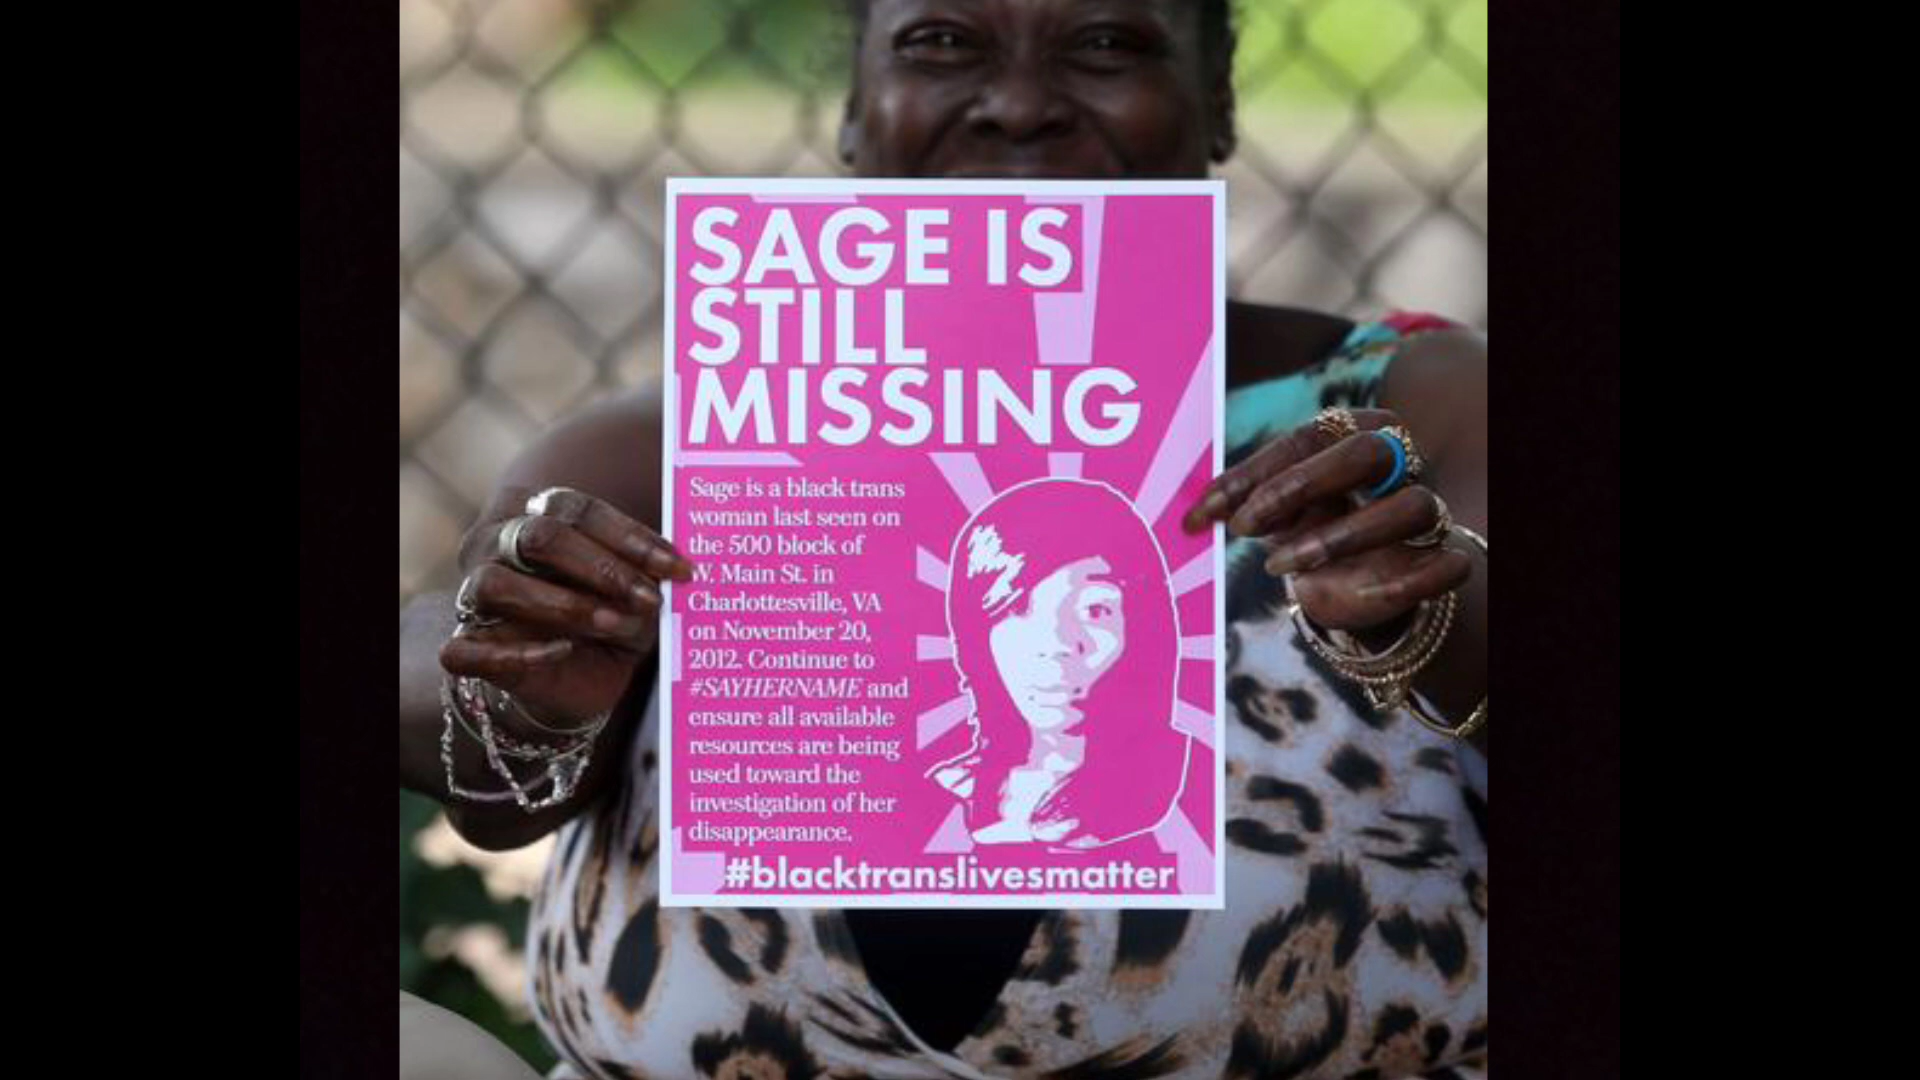 SAGE IS
STILL
MISSING
Sage is a black trans
woman last seen on
the 500 block of
W. Main St. in
Charlottesville, VA
on November 20,
2012. Continue to
#SAYHERNAME and
ensure all available
resources are being
used toward the
investigation of her
disappearance.
#blacktranslivesmatter